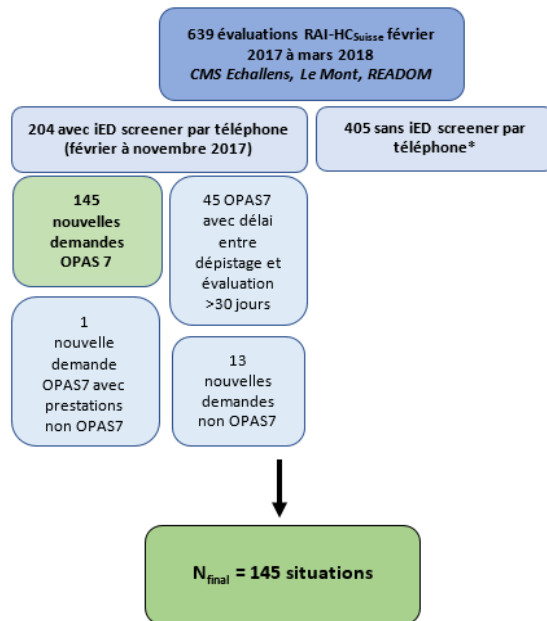 639 évaluations RAI-HCSuisse février
2017 à mars 2018
CMS Echallens, Le Mont, READOM
204 avec iED screener par téléphone
(février à novembre 2017)
405 sans iED screener par
téléphone*
145
nouvelles
demandes
OPAS 7
45 OPAS7
avec délai
entre
dépistage et
évaluation
>30 jours
1
nouvelle
demande
OPAS7 avec
prestations
non OPAS7
13
nouvelles
demandes
non OPAS7
Nfinal = 145 situations